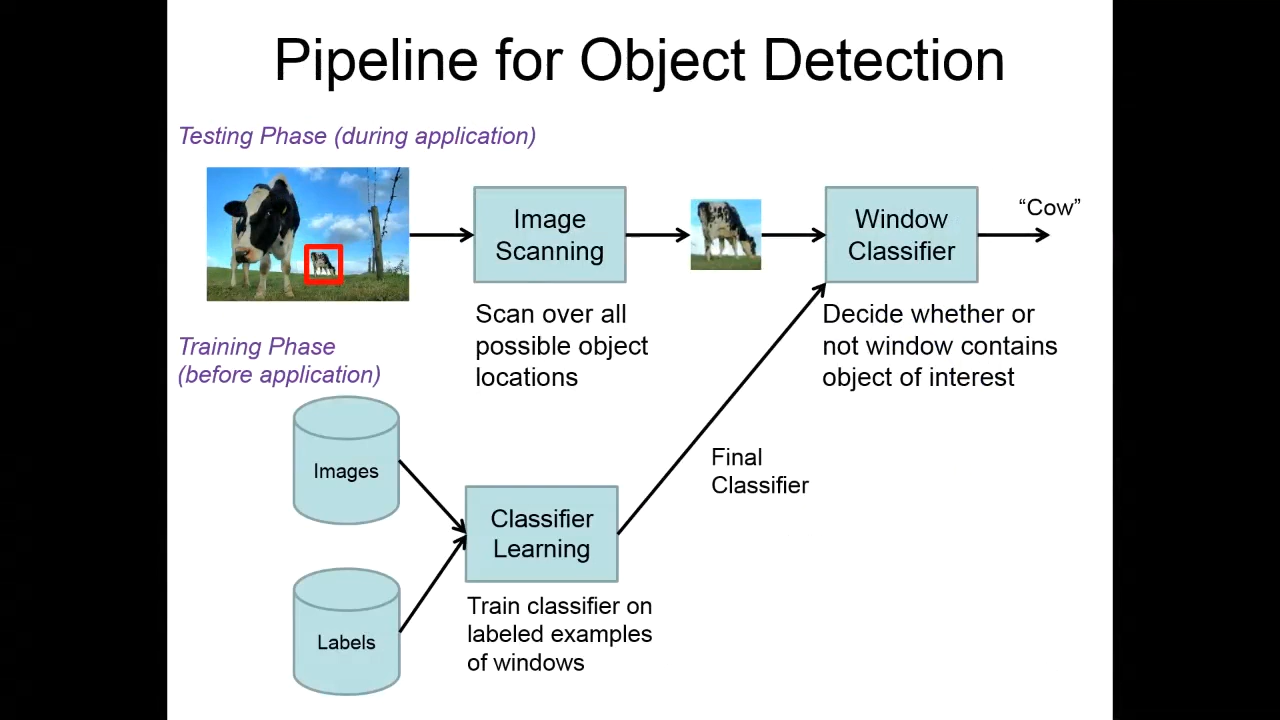 Pipeline for Object Detection
Testing Phase (during application)
Image
Scanning
Window
Classifier
“Cow”
Scan over all
possible object
locations
Decide whether or
not window contains
object of interest
Training Phase
(before application)
Images
Labels
Classifier
Learning
Final
Classifier
Train classifier on
labeled examples
of windows